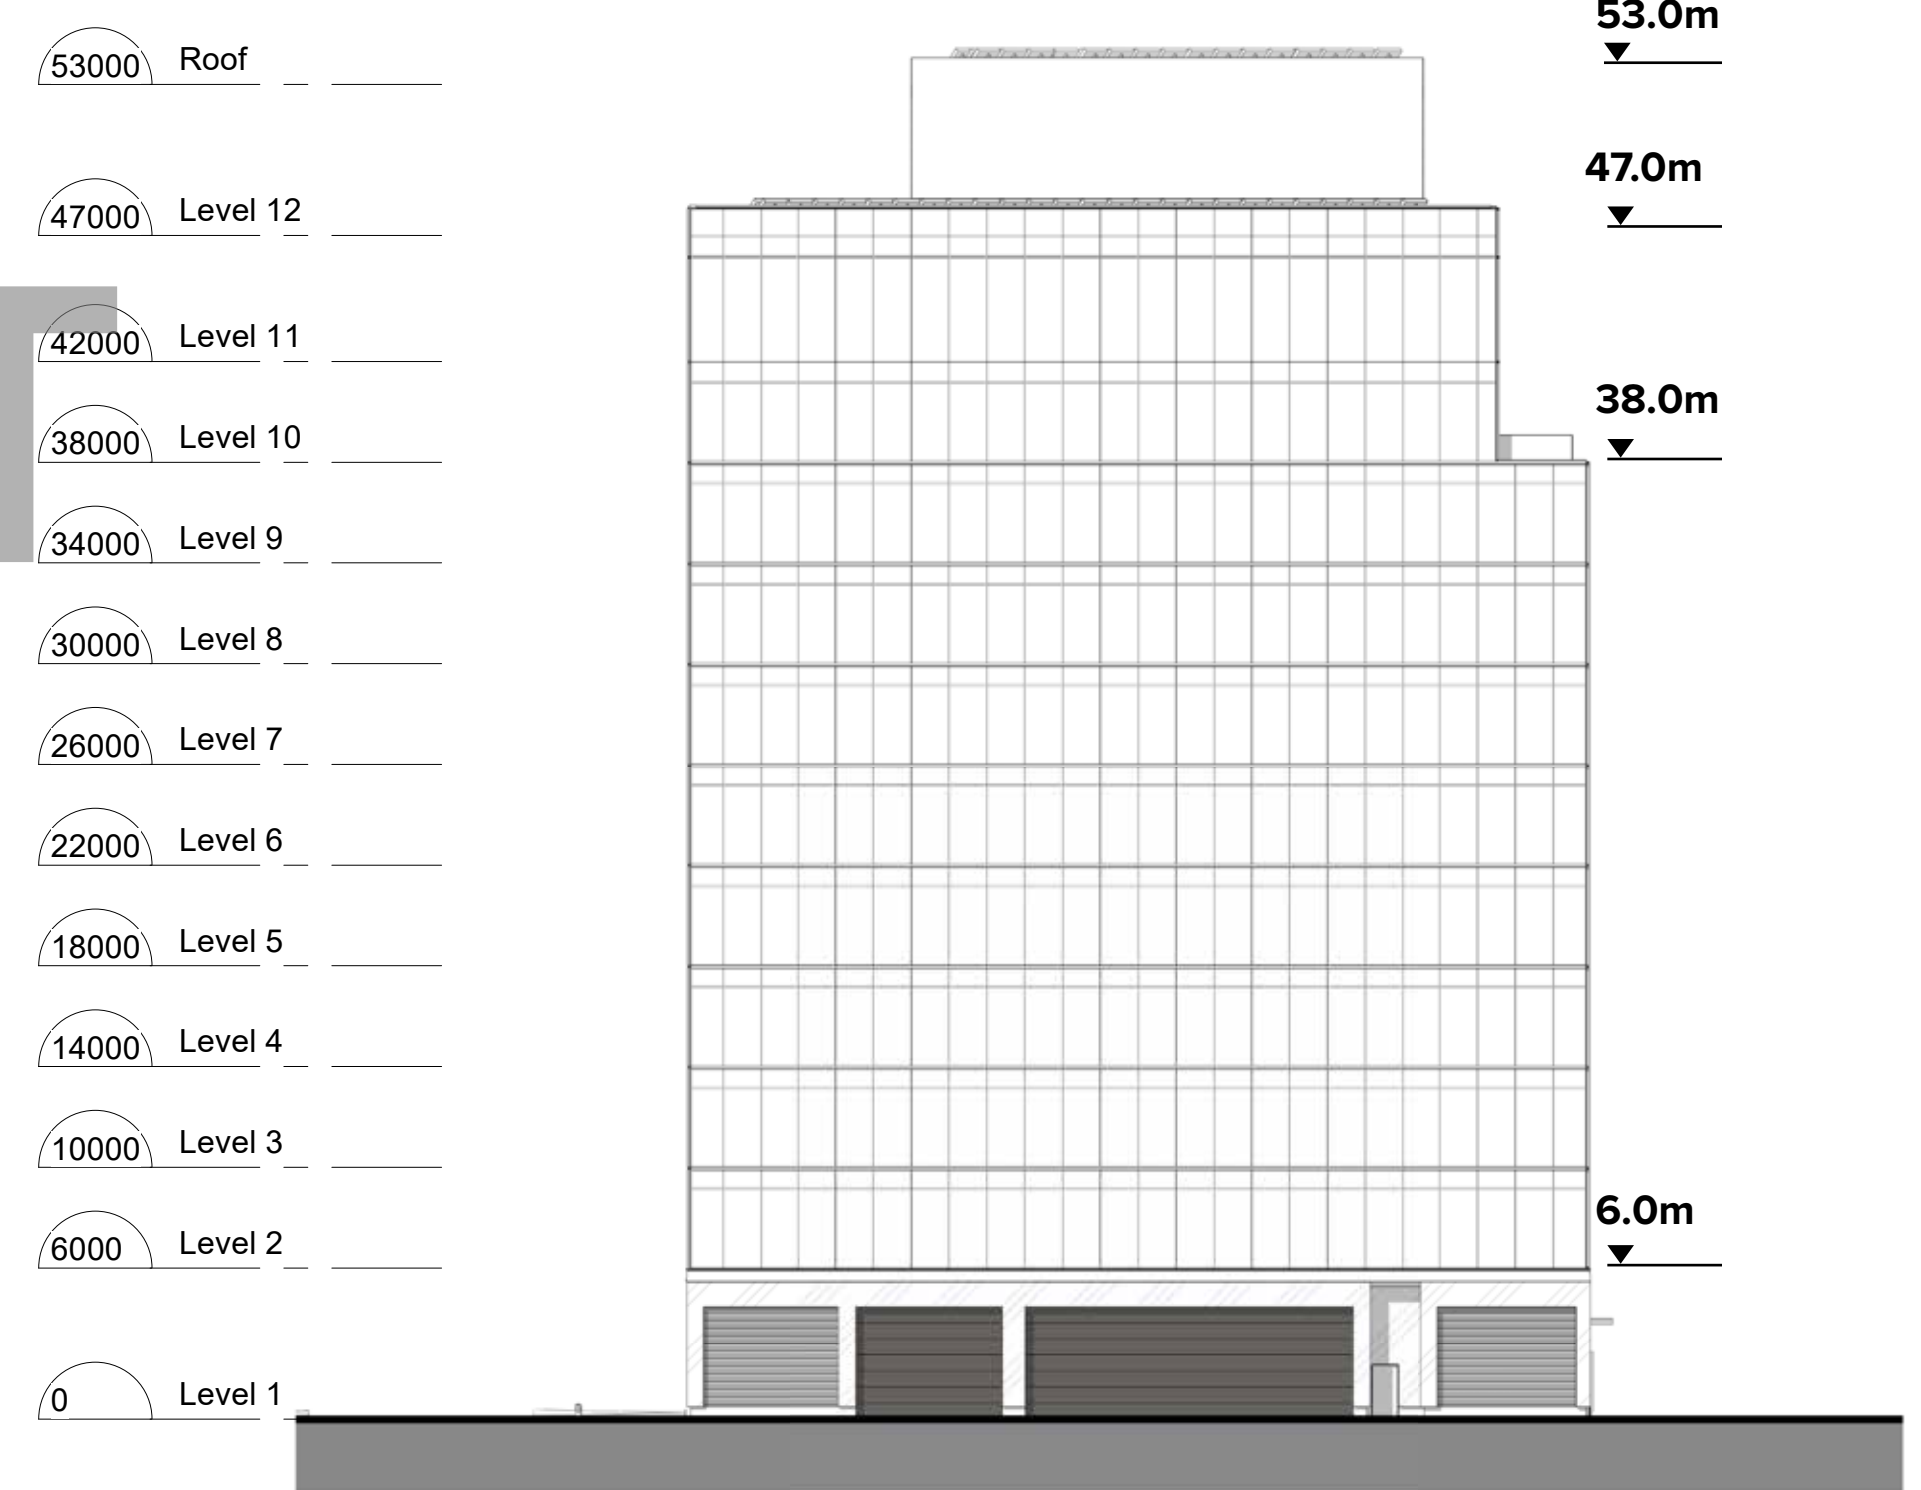 53.0m
53000 Roof
47.0m
47000 Level 12
42000 Level 11
38.0m
38000 Level 10
34000 Level 9
30000 Level 8
26000 Level 7
22000 Level 6
18000 Level 5
14000 Level 4
10000 Level 3
6.0m
6000 Level 2
0 Level 1